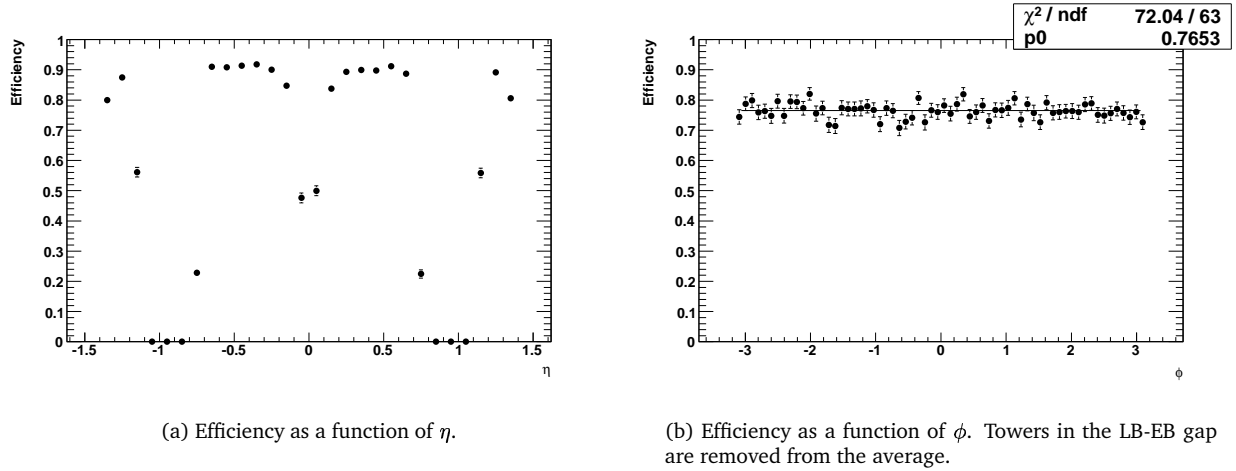 Efficiency
1
0.9
0.8
0.7
0.6
0.5
0.4
0.3
0.2
0.1
0
-1.5 -1 -0.5 0 0.5 1 1.5
η
χ² / ndf 72.04 / 63
p0 0.7653
Efficiency
1
0.9
0.8
0.7
0.6
0.5
0.4
0.3
0.2
0.1
0
-3 -2 -1 0 1 2 3
ϕ
(a) Efficiency as a function of η.
(b) Efficiency as a function of ϕ. Towers in the LB-EB gap
are removed from the average.